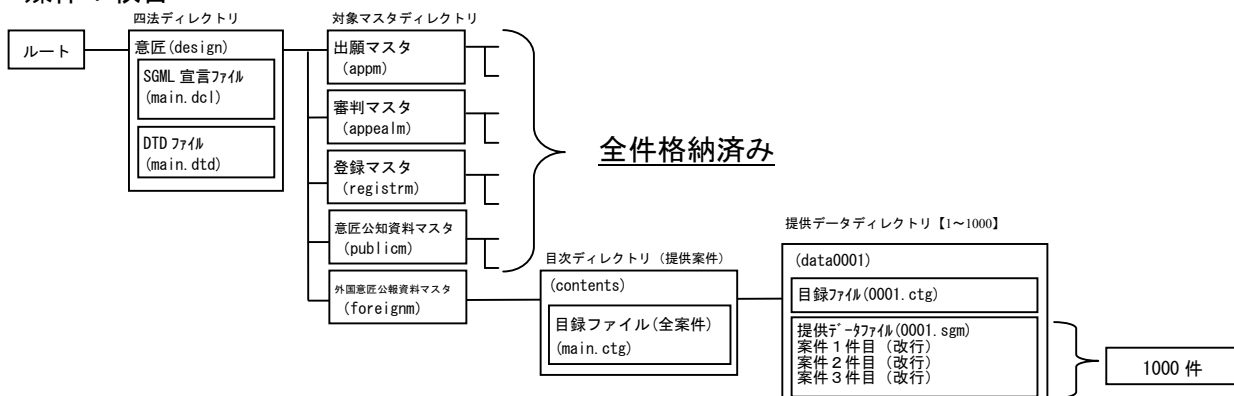 四法ディレクトリ
対象マスタディレクトリ
ルート
意匠(design)
SGML 宣言ファイル
(main.dcl)
DTD ファイル
(main.dtd)
出願マスタ
(appm)
審判マスタ
(appealm)
登録マスタ
(registrm)
意匠公知資料マスタ
(publicm)
外国意匠公報資料マスタ
(foreignm)
全件格納済み
目次ディレクトリ（提供案件）
(contents)
目録ファイル(全案件)
(main.ctg)
提供データディレクトリ【1～1000】
(data0001)
目録ファイル(0001.ctg)
提供データファイル(0001.sgm)
案件１件目（改行）
案件２件目（改行）
案件３件目（改行）
1000 件